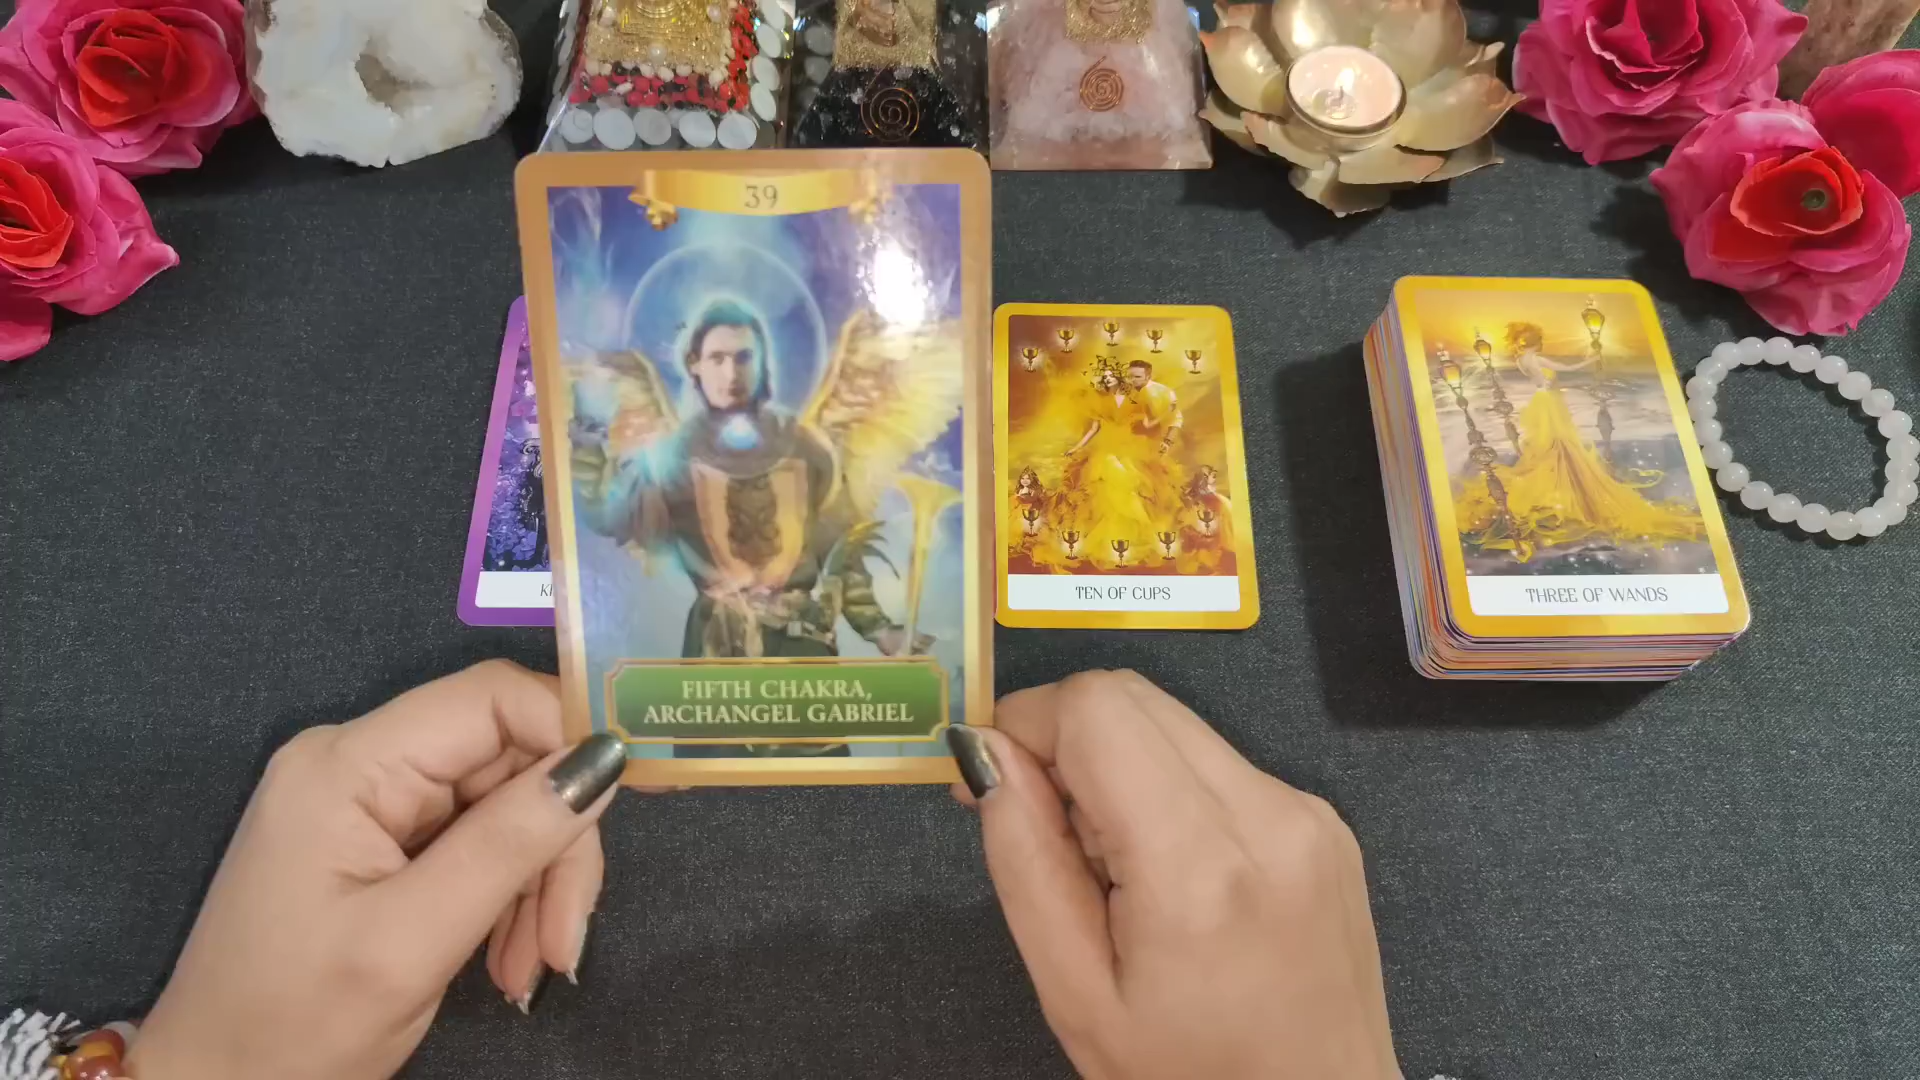 39
FIFTH CHAKRA,
ARCHANGEL GABRIEL
TEN OF CUPS
THREE OF WANDS